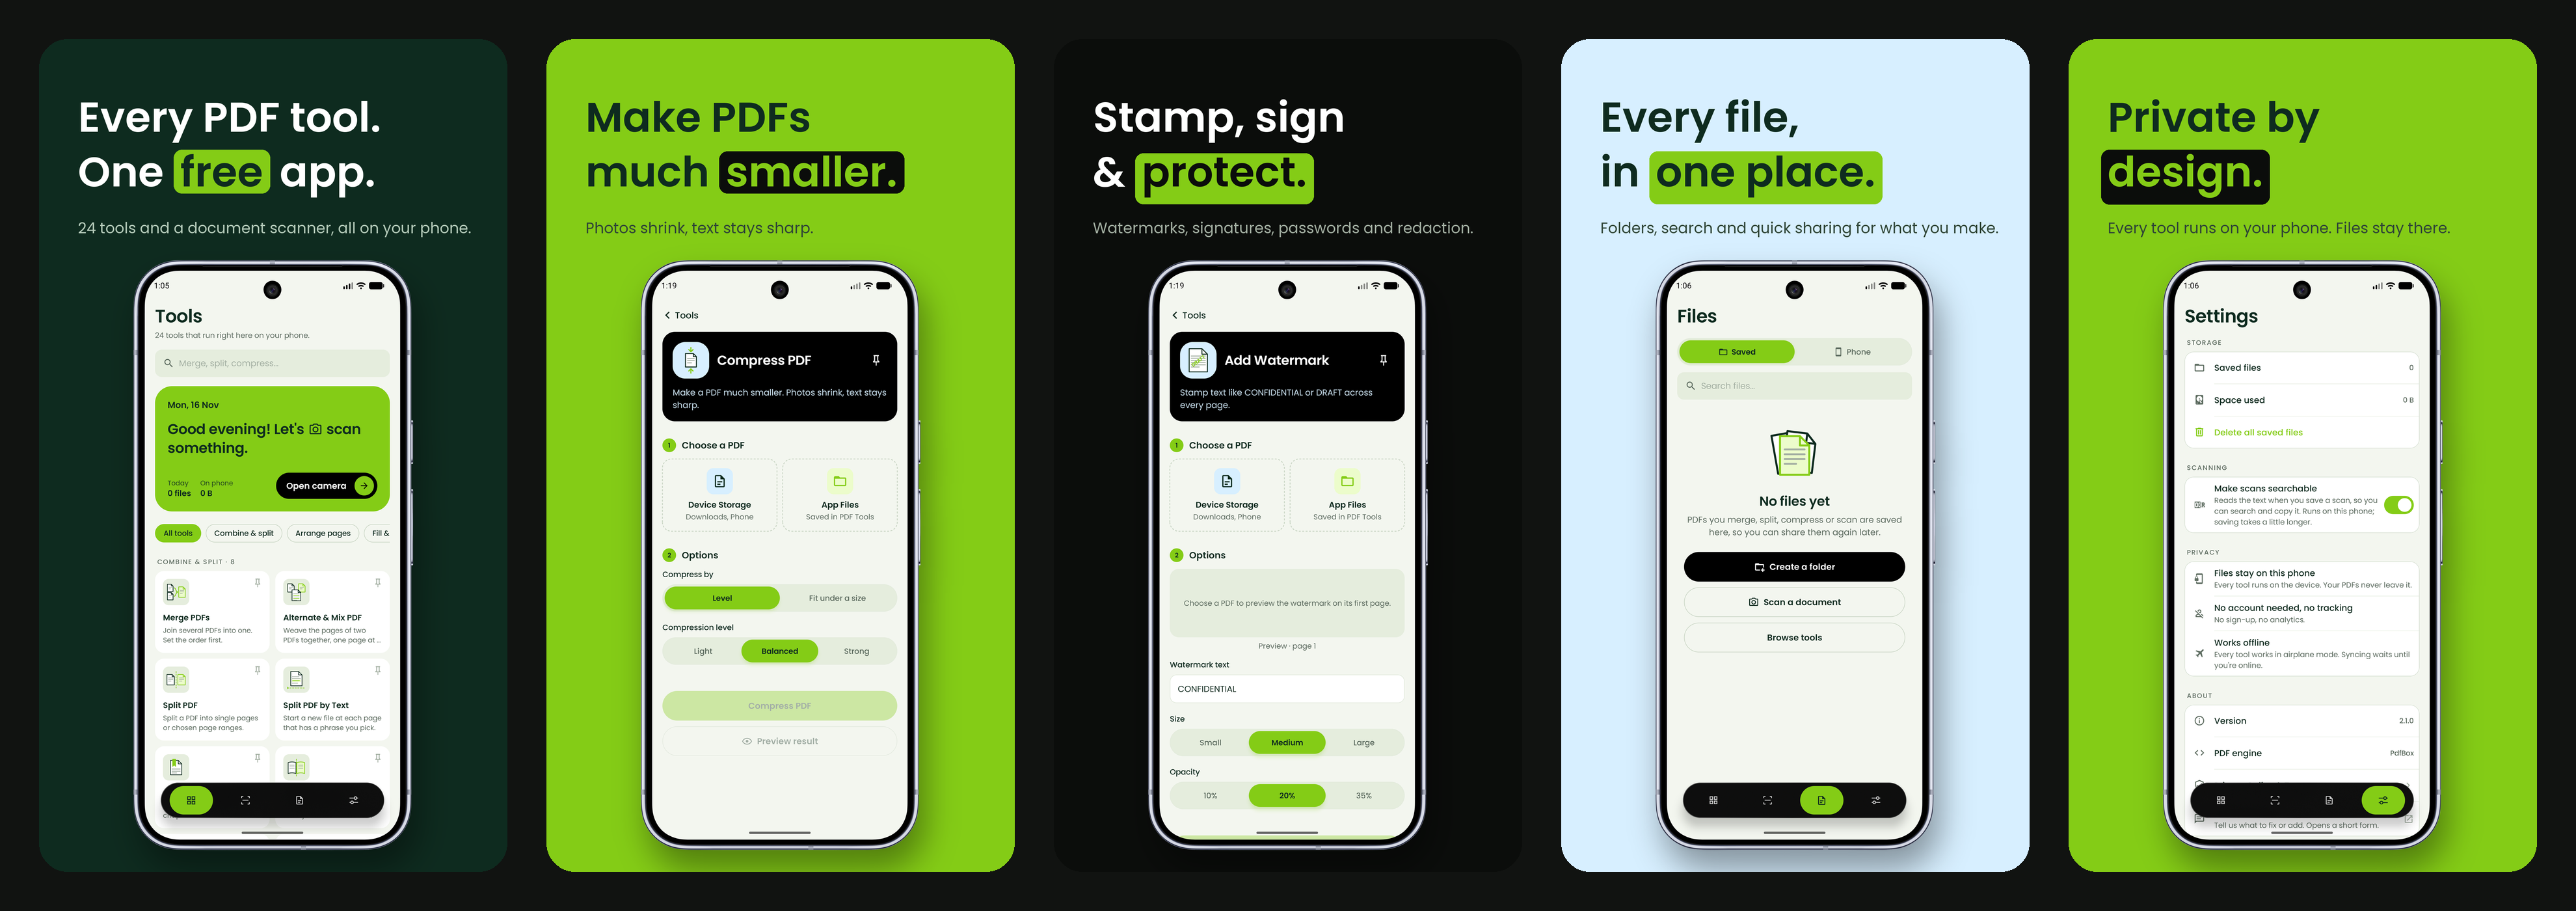 Every PDF tool.
One free app.
24 tools and a document scanner, all on your phone.
1:05
Tools
24 tools that run right here on your phone.
Merge, split, compress...
Mon, 16 Nov
Good evening! Let's scan
something.
Today On phone
0 files 0 B
Open camera
All tools Combine & split Arrange pages Fill &
COMBINE & SPLIT · 8
Merge PDFs
Join several PDFs into one.
Set the order first.
Alternate & Mix PDF
Weave the pages of two
PDFs together, one page at ...
Split PDF
Split a PDF into single pages
or chosen page ranges.
Split PDF by Text
Start a new file at each page
that has a phrase you pick.
Make PDFs
much smaller.
Photos shrink, text stays sharp.
1:19
Tools
Compress PDF
Make a PDF much smaller. Photos shrink, text stays
sharp.
1 Choose a PDF
Device Storage
Downloads, Phone
App Files
Saved in PDF Tools
2 Options
Compress by
Level Fit under a size
Compression level
Light Balanced Strong
Compress PDF
Preview result
Stamp, sign
& protect.
Watermarks, signatures, passwords and redaction.
1:19
Tools
Add Watermark
Stamp text like CONFIDENTIAL or DRAFT across
every page.
1 Choose a PDF
Device Storage
Downloads, Phone
App Files
Saved in PDF Tools
2 Options
Choose a PDF to preview the watermark on its first page.
Preview · page 1
Watermark text
CONFIDENTIAL
Size
Small Medium Large
Opacity
10% 20% 35%
Every file,
in one place.
Folders, search and quick sharing for what you make.
1:06
Files
Saved Phone
Search files...
No files yet
PDFs you merge, split, compress or scan are saved
here, so you can share them again later.
Create a folder
Scan a document
Browse tools
Private by
design.
Every tool runs on your phone. Files stay there.
1:06
Settings
STORAGE
Saved files 0
Space used 0 B
Delete all saved files
SCANNING
Make scans searchable
Reads the text when you save a scan, so you
can search and copy it. Runs on this phone;
saving takes a little longer.
PRIVACY
Files stay on this phone
Every tool runs on the device. Your PDFs never leave it.
No account needed, no tracking
No sign-up, no analytics.
Works offline
Every tool works in airplane mode. Syncing waits until
you're online.
ABOUT
Version 2.1.0
PDF engine PdfBox
Tell us what to fix or add. Opens a short form.